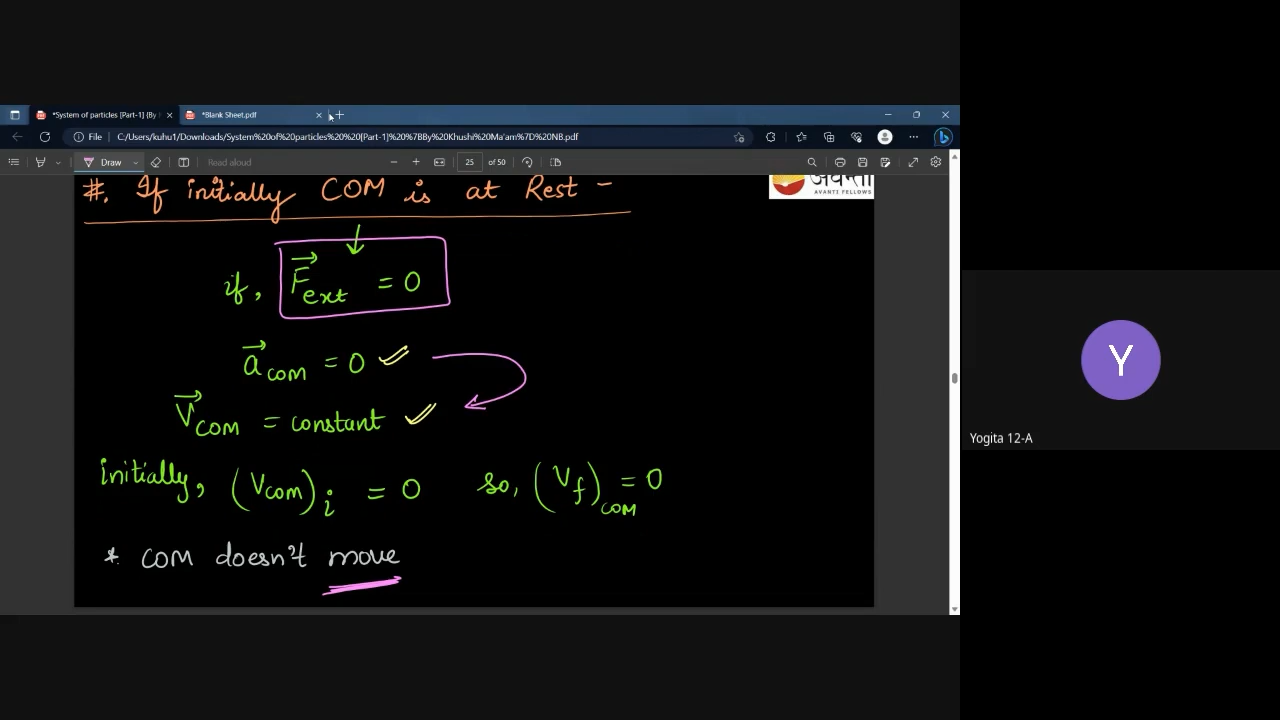 *System of particles [Part-1] (By
*Blank Sheet.pdf
File
C:/Users/kuhu1/Downloads/System%20of%20particles%20%20[Part-1]%20%7BBy%20Khushi%20Ma'am%7D%20NB.pdf
Draw
Read aloud
25 of 50
#. If initially COM is at Rest -
अवन्ती
AVANTI FELLOWS
if, F⃗ext = 0
a⃗COM = 0
V⃗COM = constant
initially, (Vcom)i = 0 so, (Vf)COM = 0
* COM doesn't move
Y
Yogita 12-A